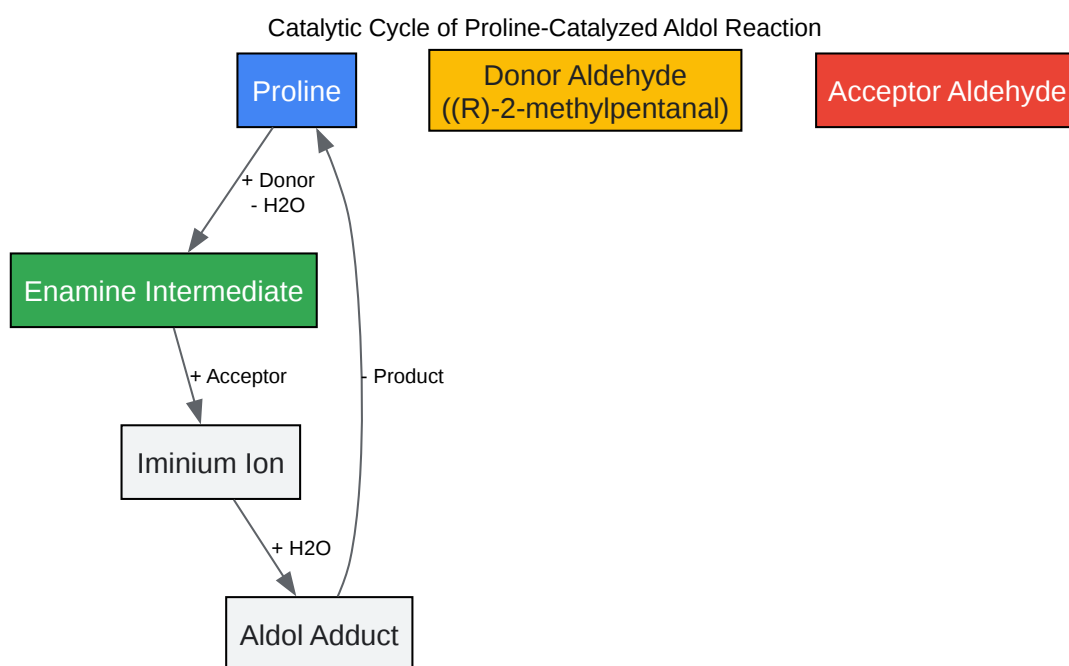 Catalytic Cycle of Proline-Catalyzed Aldol Reaction
Proline
Donor Aldehyde
((R)-2-methylpentanal)
Acceptor Aldehyde
+ Donor
- H2O
Enamine Intermediate
+ Acceptor
- Product
Iminium Ion
+ H2O
Aldol Adduct